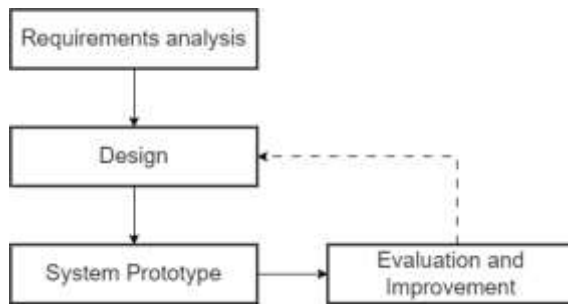 Requirements analysis
Design
System Prototype
Evaluation and
Improvement